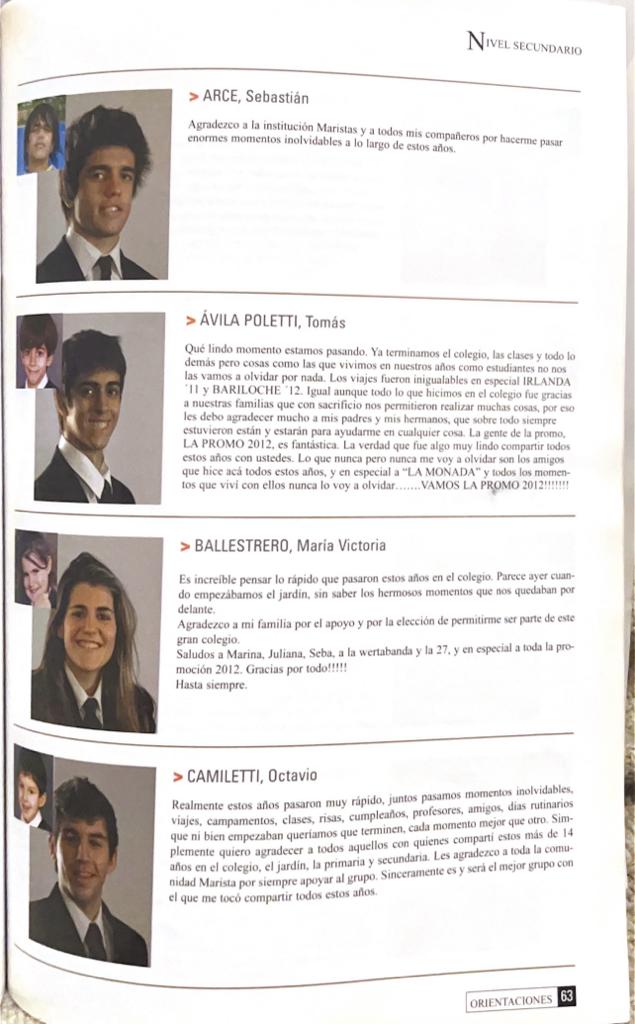 NIVEL SECUNDARIO
> ARCE, Sebastián
Agradezco a la institución Maristas y a todos mis compañeros por hacerme pasar
enormes momentos inolvidables a lo largo de estos años.
> ÁVILA POLETTI, Tomás
Qué lindo momento estamos pasando. Ya terminamos el colegio, las clases y todo lo
demás pero cosas como las que vivimos en nuestros años como estudiantes no nos
las vamos a olvidar por nada. Los viajes fueron inigualables en especial IRLANDA
´11 y BARILOCHE ´12. Igual aunque todo lo que hicimos en el colegio fue gracias
a nuestras familias que con sacrificio nos permitieron realizar muchas cosas, por eso
les debo agradecer mucho a mis padres y mis hermanos, que sobre todo siempre
estuvieron están y estarán para ayudarme en cualquier cosa. La gente de la promo,
LA PROMO 2012, es fantástica. La verdad que fue algo muy lindo compartir todos
estos años con ustedes. Lo que nunca pero nunca me voy a olvidar son los amigos
que hice acá todos estos años, y en especial a “LA MONADA” y todos los momen-
tos que viví con ellos nunca lo voy a olvidar…….VAMOS LA PROMO 2012!!!!!!!
> BALLESTRERO, María Victoria
Es increíble pensar lo rápido que pasaron estos años en el colegio. Parece ayer cuan-
do empezábamos el jardín, sin saber los hermosos momentos que nos quedaban por
delante.
Agradezco a mi familia por el apoyo y por la elección de permitirme ser parte de este
gran colegio.
Saludos a Marina, Juliana, Seba, a la wertabanda y la 27, y en especial a toda la pro-
moción 2012. Gracias por todo!!!!!
Hasta siempre.
> CAMILETTI, Octavio
Realmente estos años pasaron muy rápido, juntos pasamos momentos inolvidables,
viajes, campamentos, clases, risas, cumpleaños, profesores, amigos, días rutinarios
que ni bien empezaban queríamos que terminen, cada momento mejor que otro. Sim-
plemente quiero agradecer a todos aquellos con quienes compartí estos más de 14
años en el colegio, el jardín, la primaria y secundaria. Les agradezco a toda la comu-
nidad Marista por siempre apoyar al grupo. Sinceramente es y será el mejor grupo con
el que me tocó compartir todos estos años.
ORIENTACIONES 63